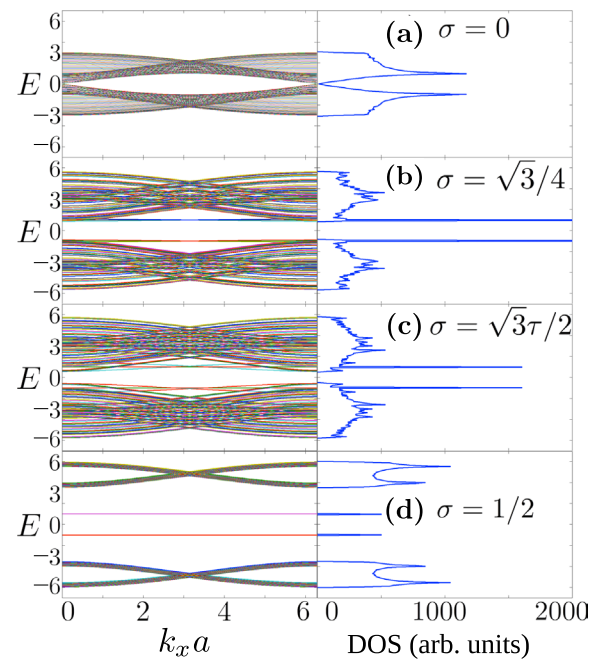 6
3
E 0
−3
−6
(a) σ = 0
6
3
E 0
−3
−6
(b) σ = √3/4
6
3
E 0
−3
−6
(c) σ = √3τ/2
6
3
E 0
−3
−6
(d) σ = 1/2
0 2 4 6
0 1000 2000
k_x a
DOS (arb. units)